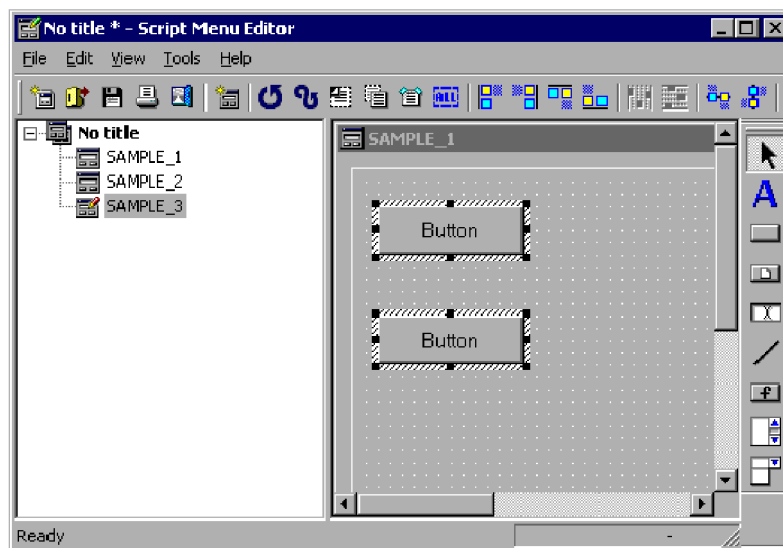 No title * - Script Menu Editor
File Edit View Tools Help
ALL
No title
SAMPLE_1
SAMPLE_2
SAMPLE_3
SAMPLE_1
Button
Button
A
f
Ready
-